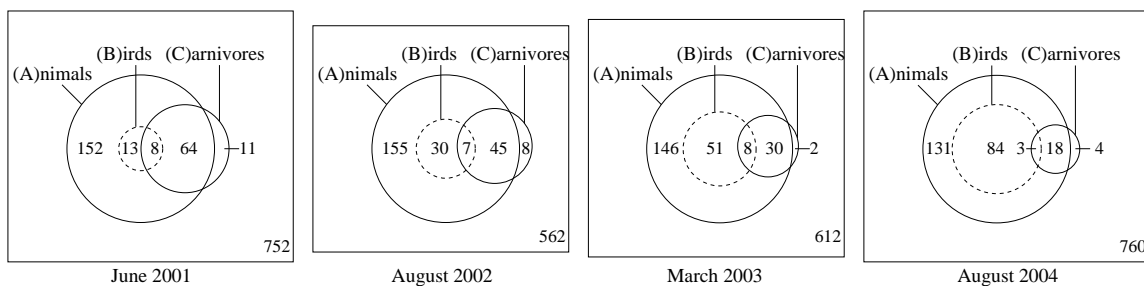 (B)irds
(C)arnivores
(A)nimals
152 13 8 64 11
752
June 2001
(B)irds
(C)arnivores
(A)nimals
155 30 7 45 8
562
August 2002
(B)irds
(C)arnivores
(A)nimals
146 51 8 30 2
612
March 2003
(B)irds
(C)arnivores
(A)nimals
131 84 3 18 4
760
August 2004